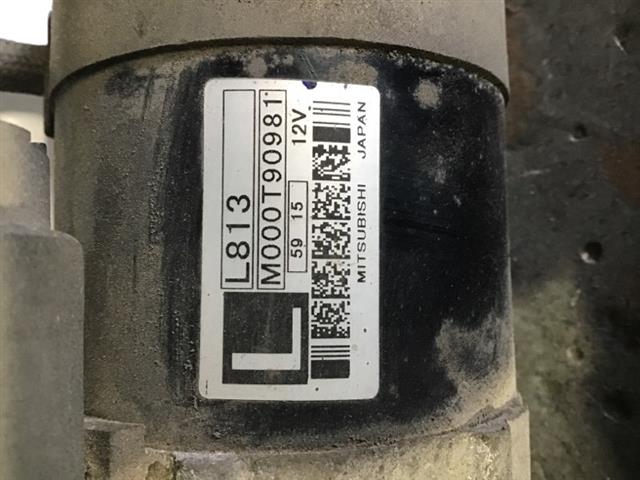 L
L813
M000T90981
59 15 12V.
MITSUBISHI JAPAN